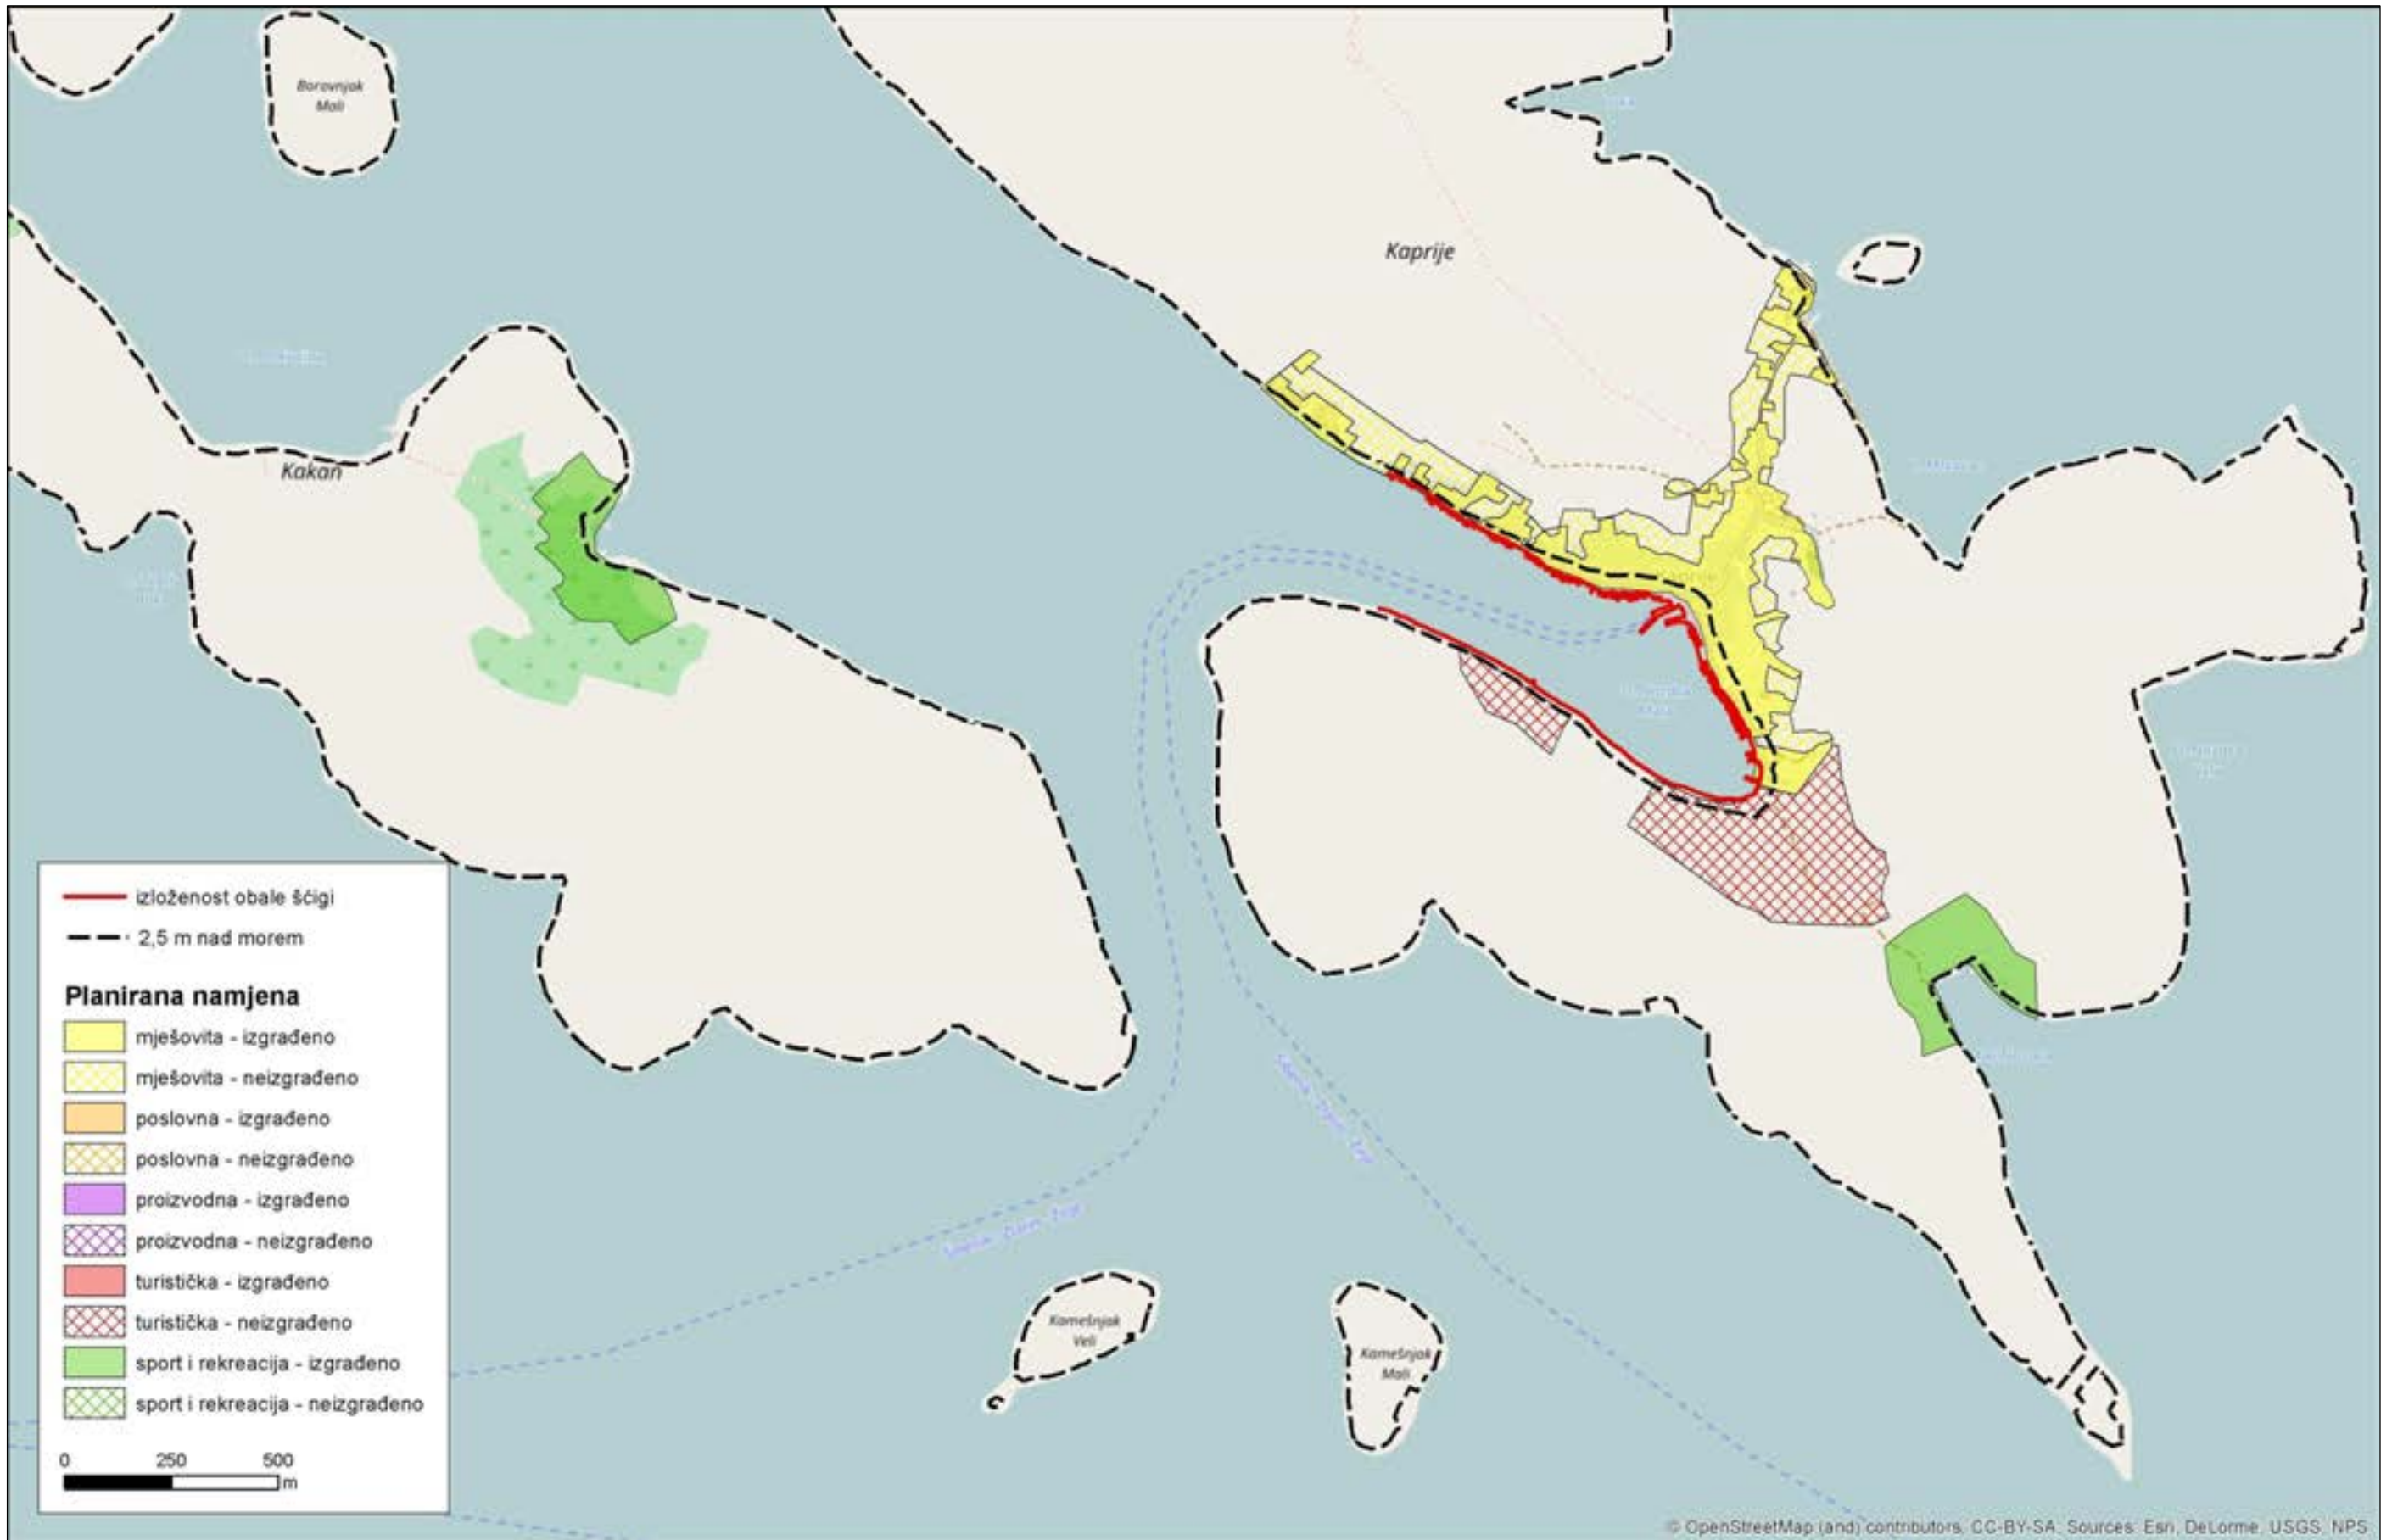 Borovnjak
Mali
Kaprije
Kakan
Kaprije
Kamešnjak
Veli
Kamešnjak
Mali
izloženost obale šćigi
2,5 m nad morem
Planirana namjena
mješovita - izgrađeno
mješovita - neizgrađeno
poslovna - izgrađeno
poslovna - neizgrađeno
proizvodna - izgrađeno
proizvodna - neizgrađeno
turistička - izgrađeno
turistička - neizgrađeno
sport i rekreacija - izgrađeno
sport i rekreacija - neizgrađeno
0 250 500
m
© OpenStreetMap (and) contributors, CC-BY-SA, Sources: Esri, DeLorme, USGS, NPS